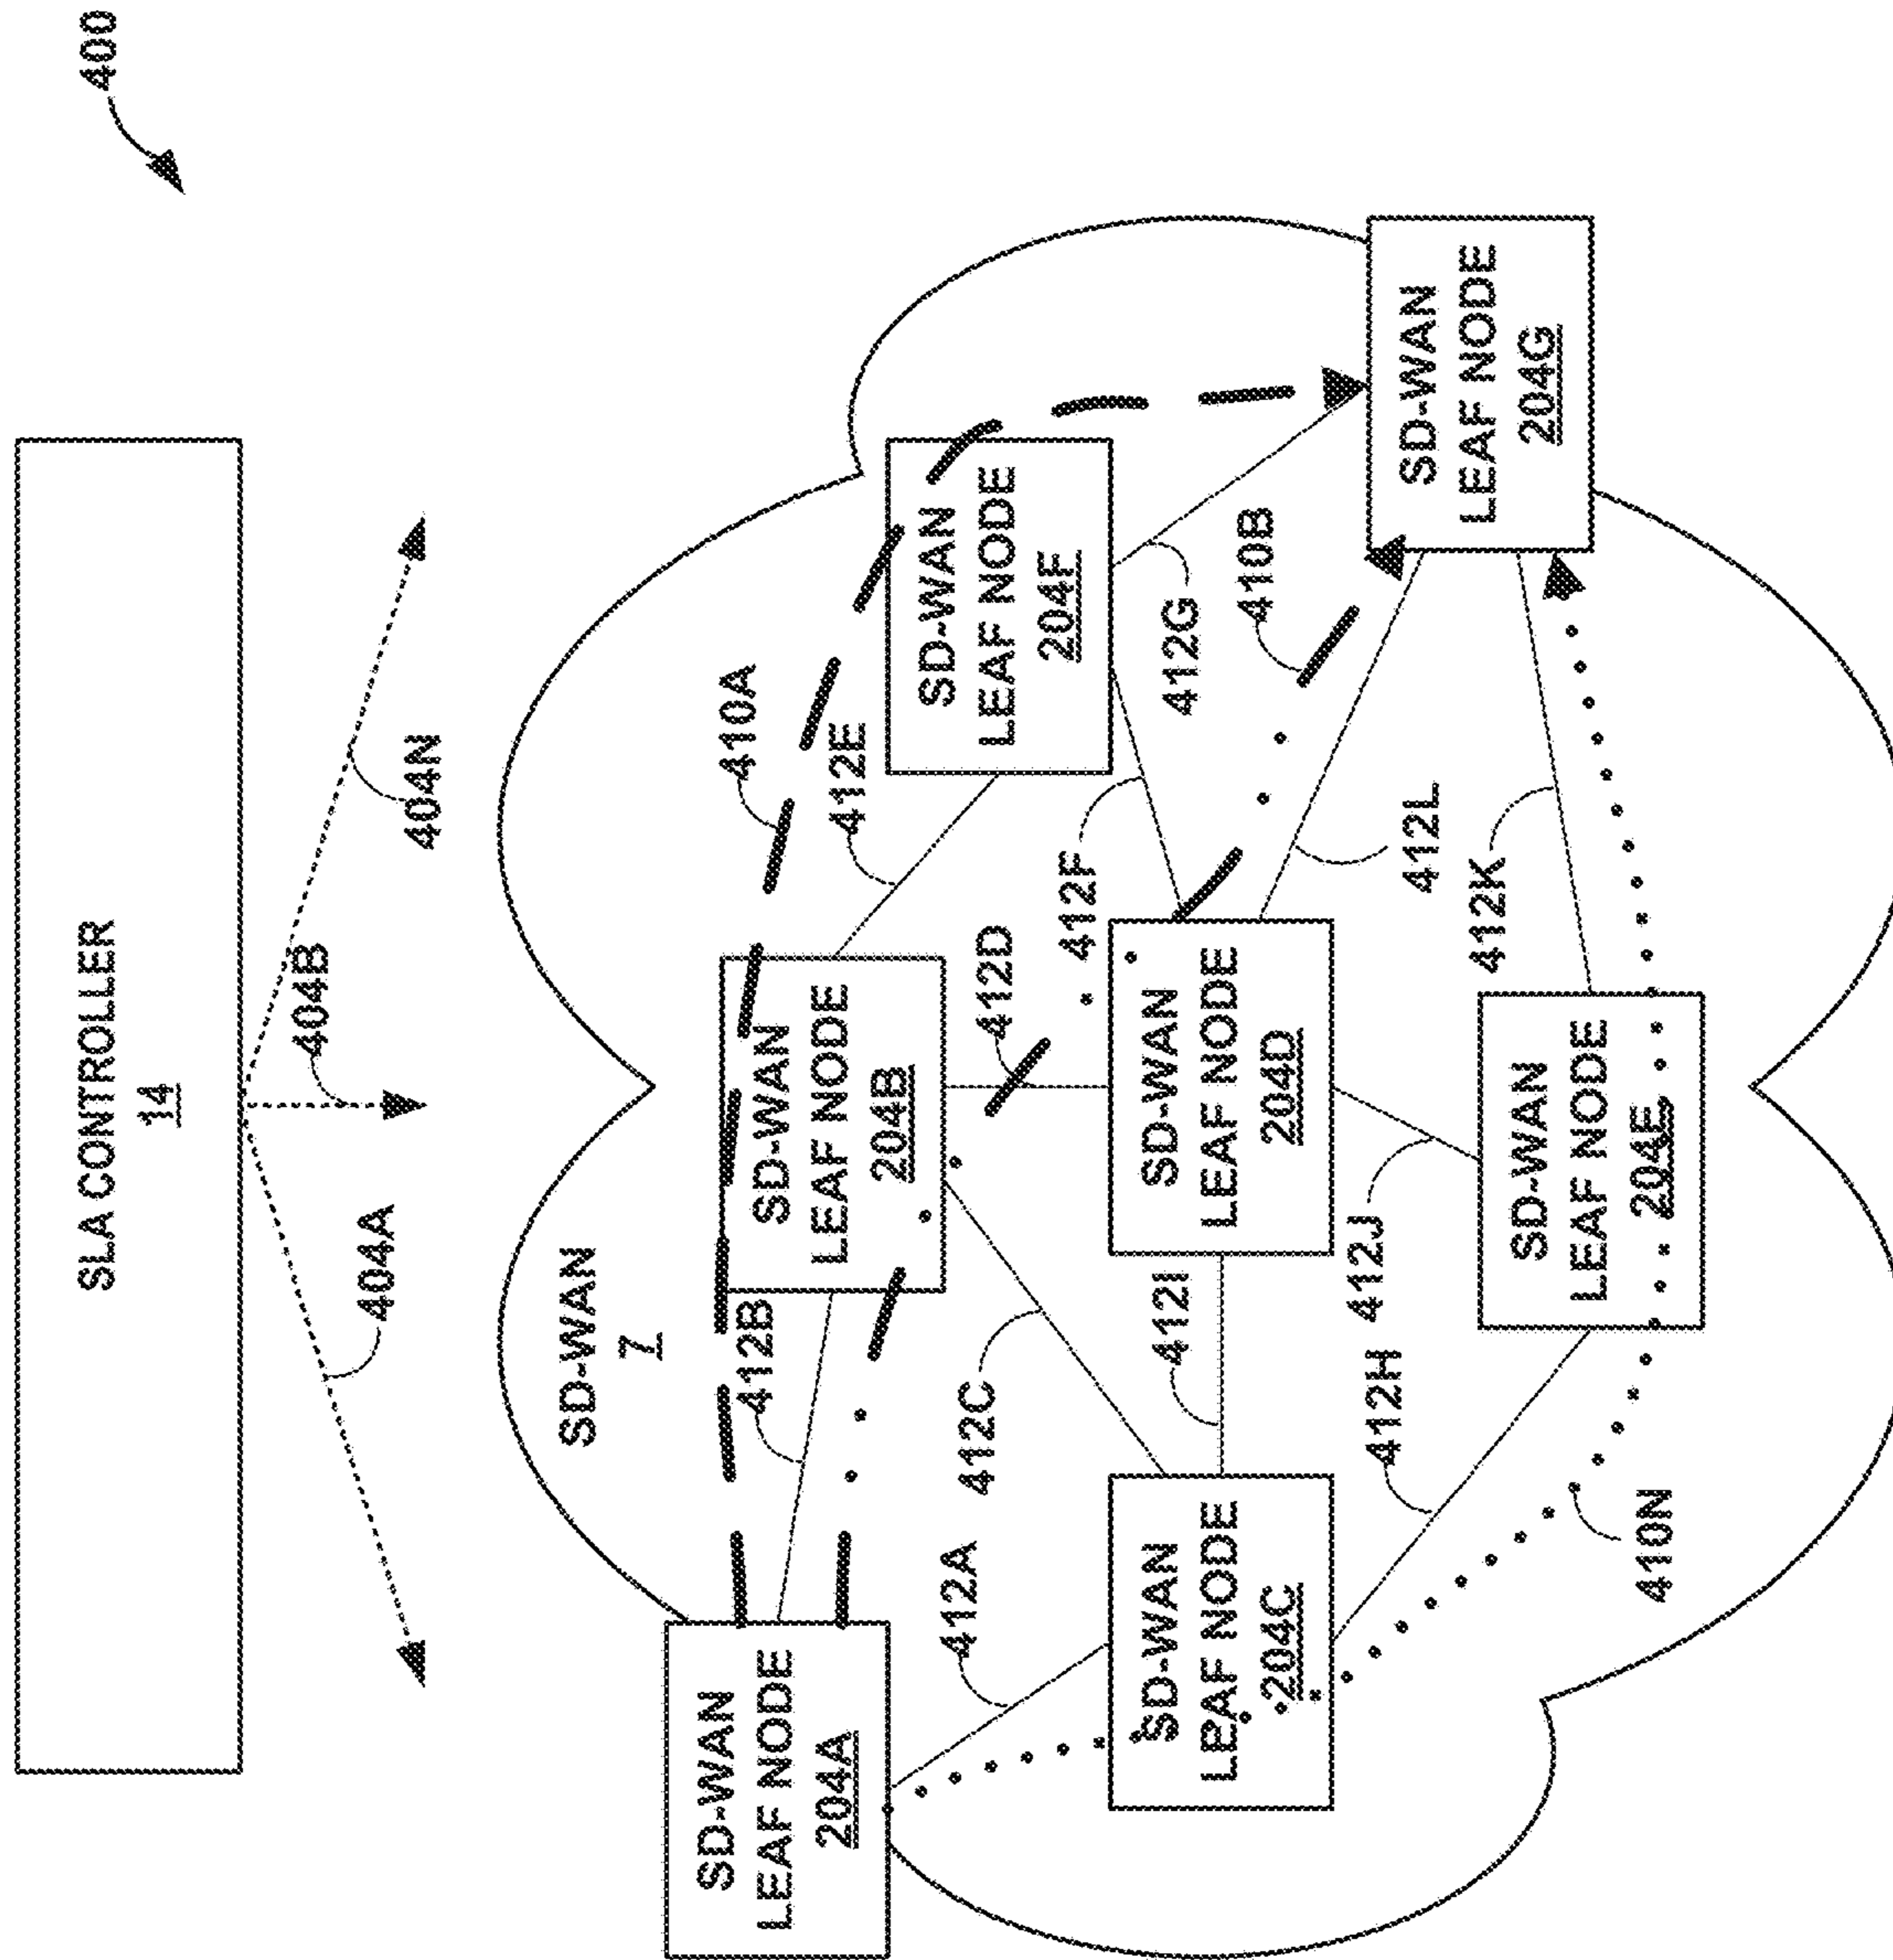 400
SLA CONTROLLER
14
404A
404B
404N
SD-WAN
7
SD-WAN
LEAF NODE
204A
412B
SD-WAN
LEAF NODE
204B
410A
412E
SD-WAN
LEAF NODE
204F
412A
412C
412D
412F
412G
410B
SD-WAN
LEAF NODE
204C
412I
SD-WAN
LEAF NODE
204D
412L
SD-WAN
LEAF NODE
204G
412H
412J
412K
410N
SD-WAN
LEAF NODE
204E